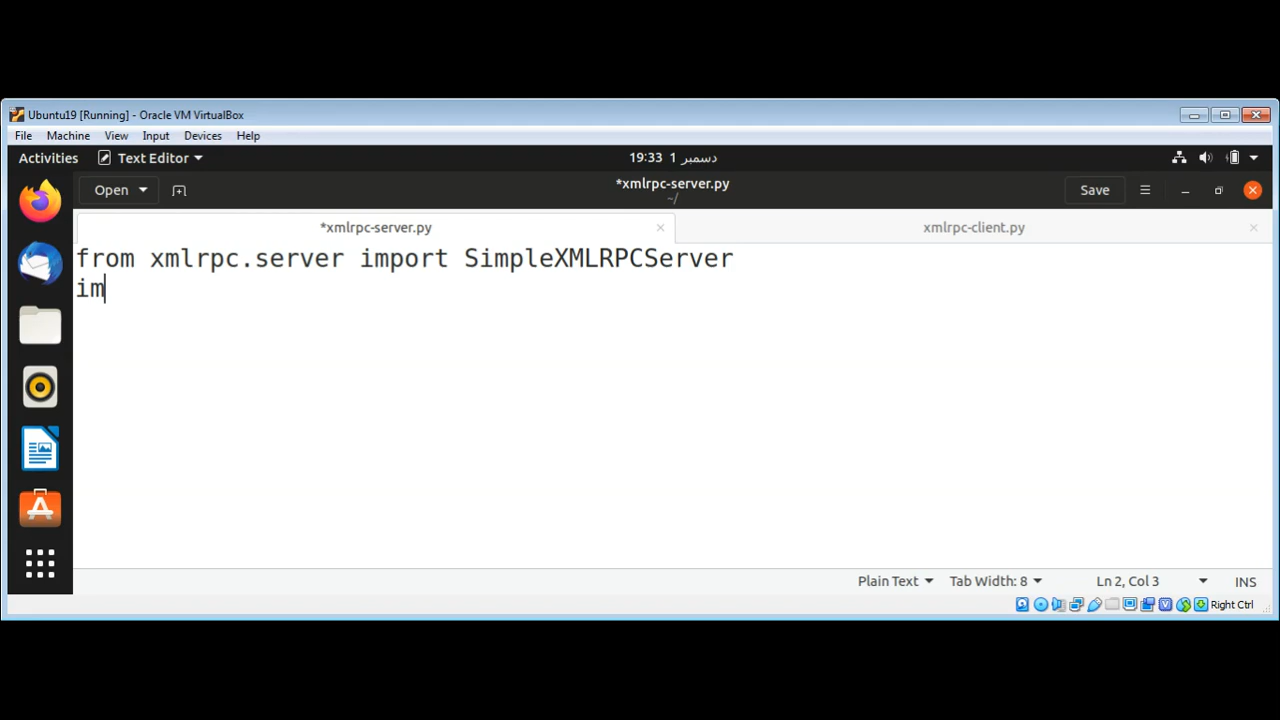 Ubuntu19 [Running] - Oracle VM VirtualBox
File Machine View Input Devices Help
Activities Text Editor 19:33 1 دسمبر
Open *xmlrpc-server.py Save
~/
*xmlrpc-server.py xmlrpc-client.py
from xmlrpc.server import SimpleXMLRPCServer
im
Plain Text Tab Width: 8 Ln 2, Col 3 INS
Right Ctrl